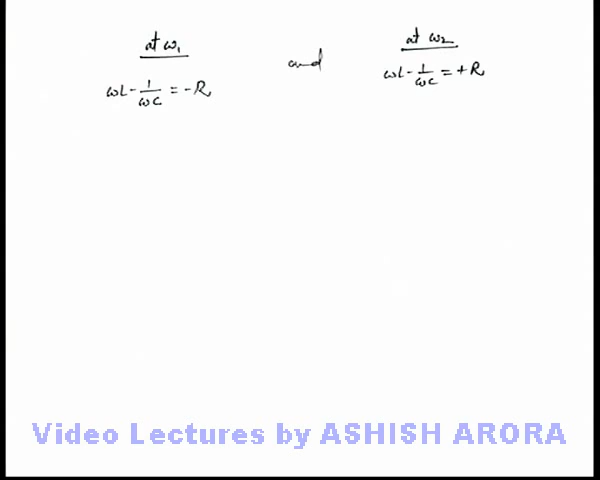 at ω₁
ωL - 1/ωC = -R
and
at ω₂
ωL - 1/ωC = +R
Video Lectures by ASHISH ARORA